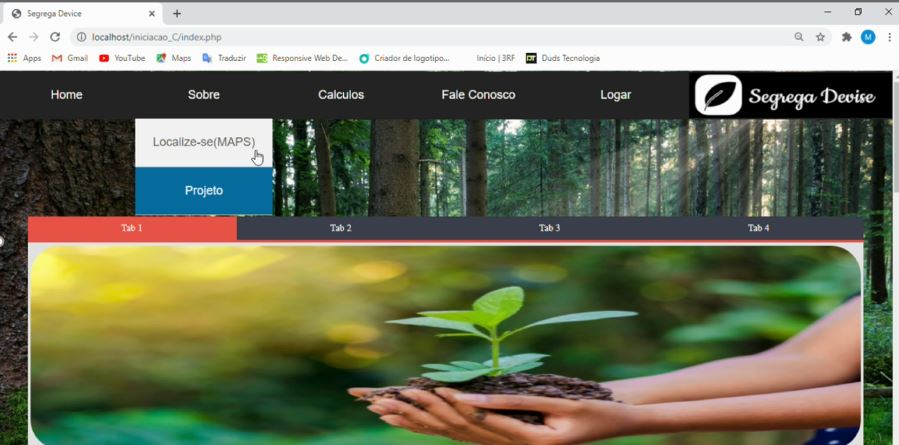 Segrega Device
localhost/iniciacao_C/index.php
M
Apps Gmail YouTube Maps Traduzir Responsive Web De... Criador de logotipo... Início | 3RF Duds Tecnologia
Home Sobre Calculos Fale Conosco Logar Segrega Devise
Localize-se(MAPS)
Projeto
Tab 1 Tab 2 Tab 3 Tab 4